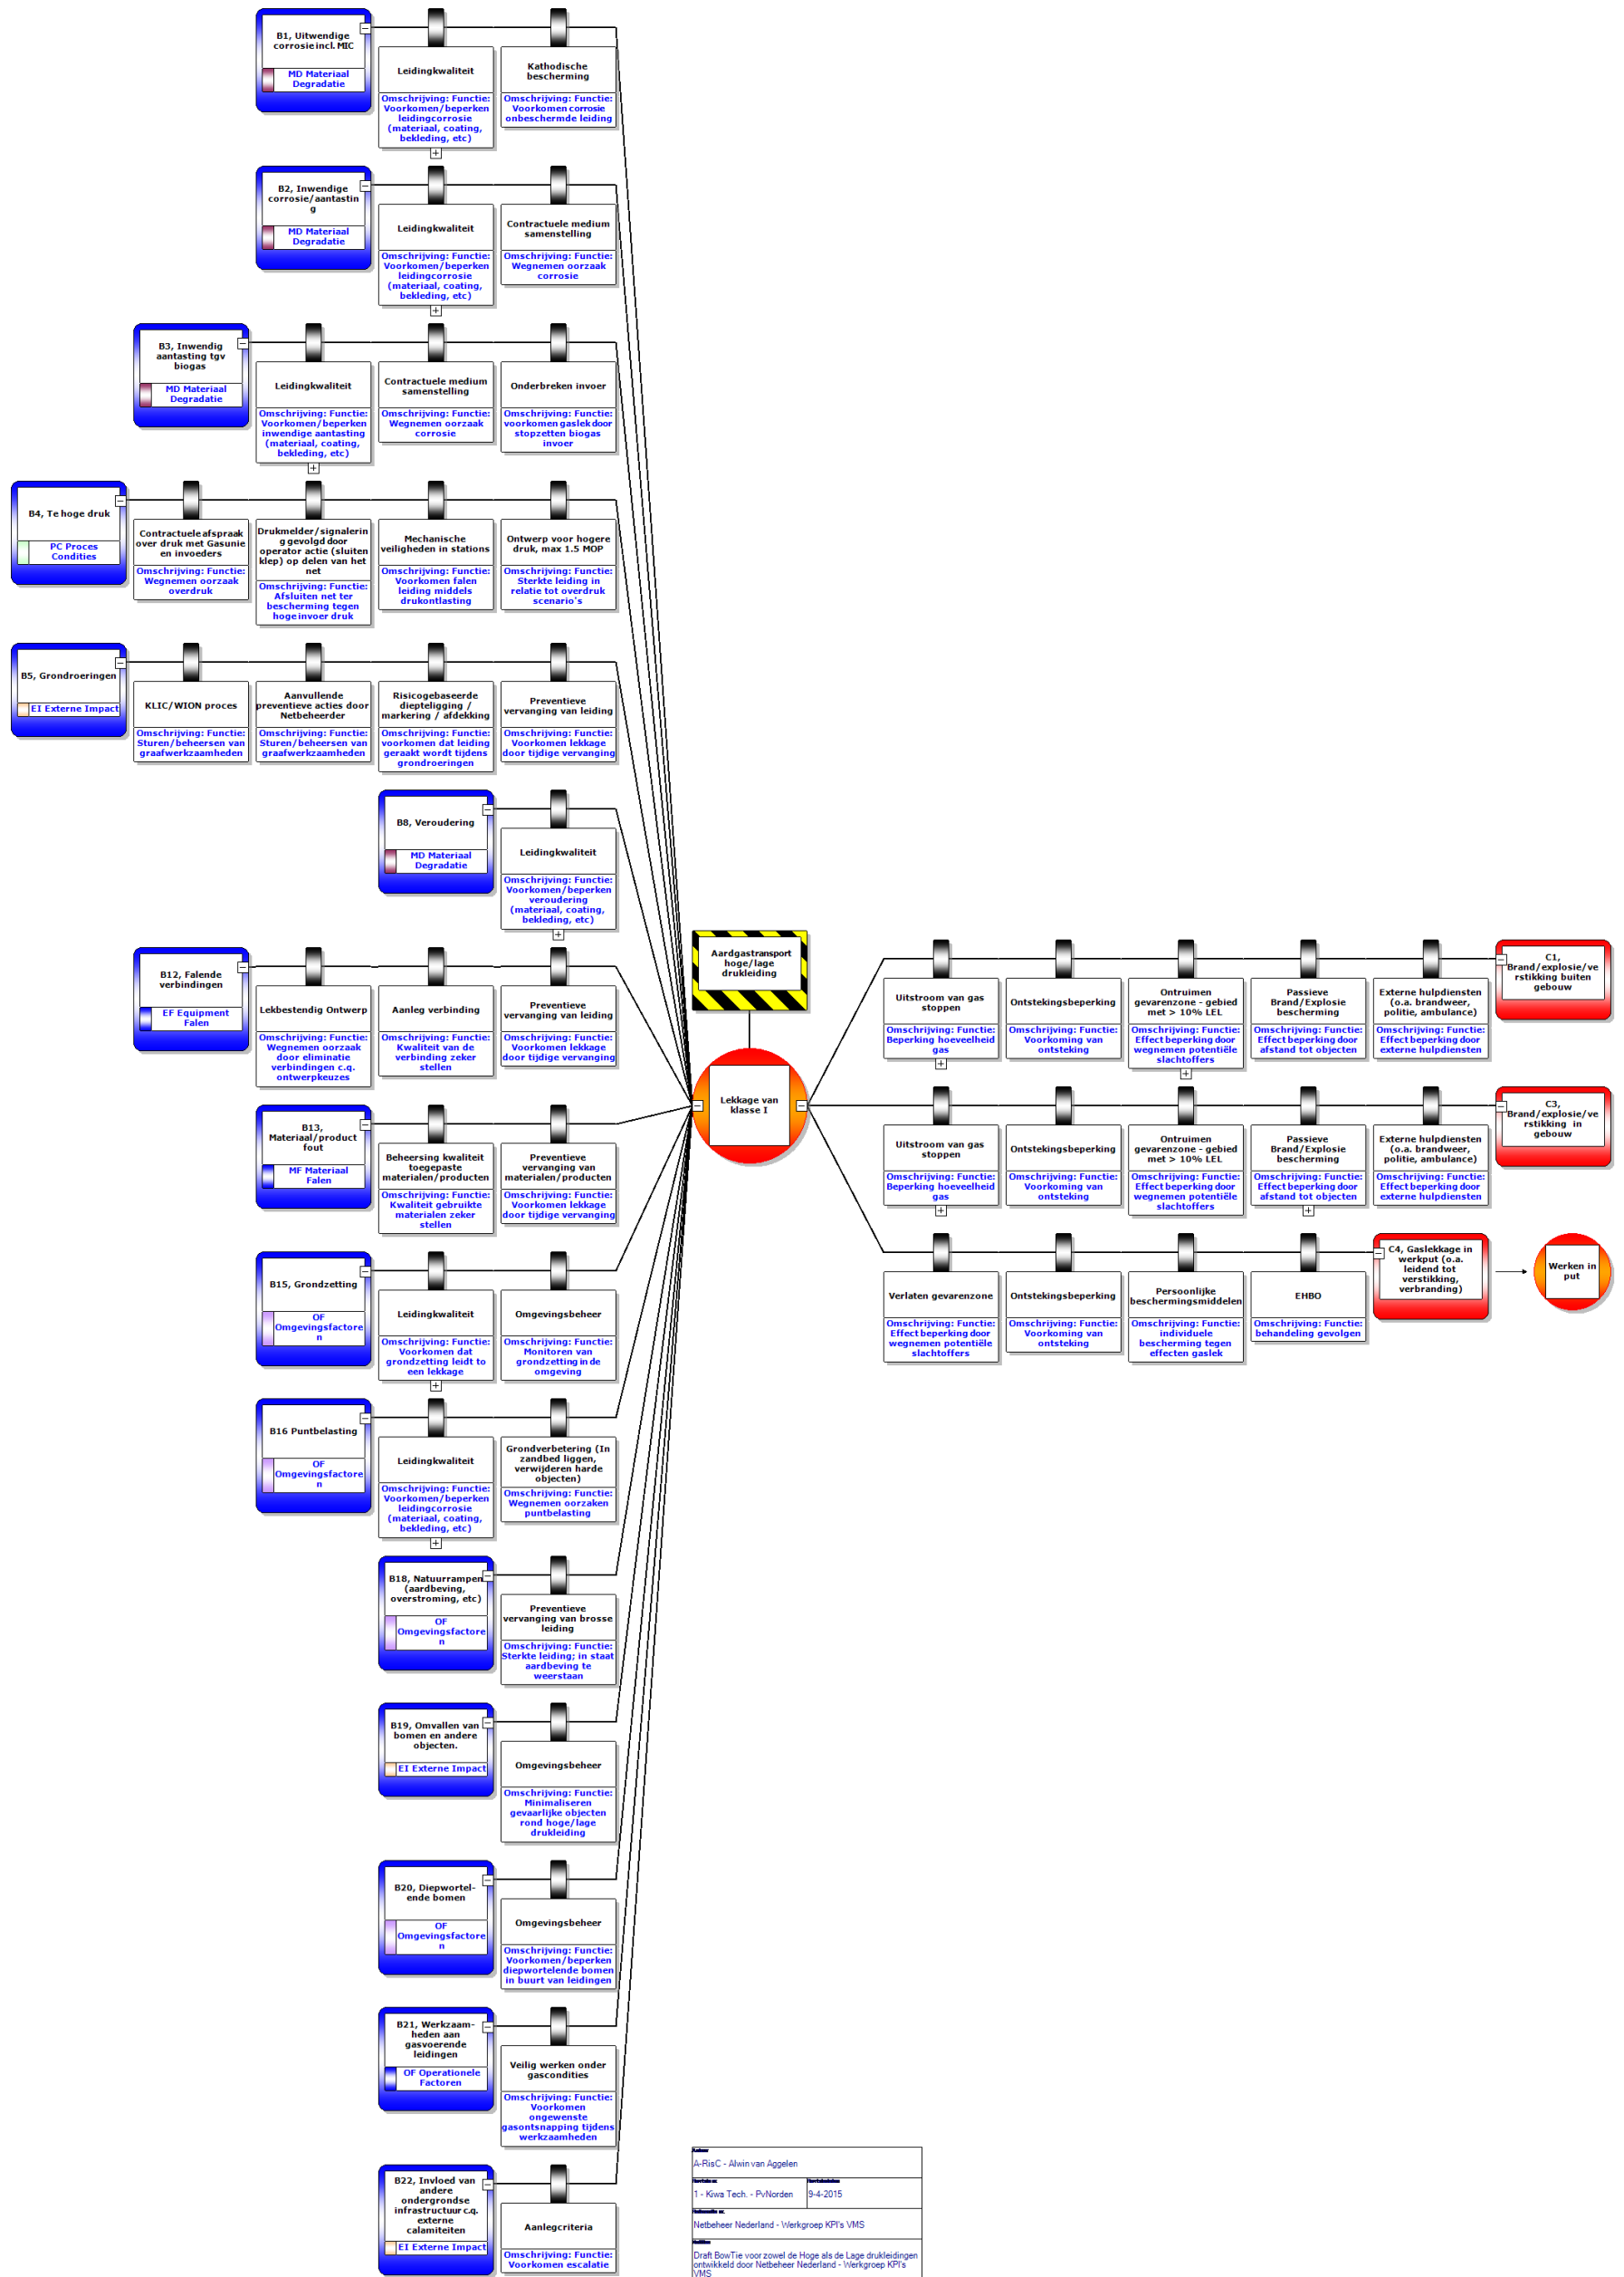 B1, Uitwendige
corrosie incl. MIC
MD Materiaal
Degradatie
Leidingkwaliteit
Omschrijving: Functie:
Voorkomen/beperken
leidingcorrosie
(materiaal, coating,
bekleding, etc)
Kathodische
bescherming
Omschrijving: Functie:
Voorkomen corrosie
onbeschermde leiding
B2, Inwendige
corrosie/aantastin
g
MD Materiaal
Degradatie
Leidingkwaliteit
Omschrijving: Functie:
Voorkomen/beperken
leidingcorrosie
(materiaal, coating,
bekleding, etc)
Contractuele medium
samenstelling
Omschrijving: Functie:
Wegnemen oorzaak
corrosie
B3, Inwendig
aantasting tgv
biogas
MD Materiaal
Degradatie
Leidingkwaliteit
Omschrijving: Functie:
Voorkomen/beperken
inwendige aantasting
(materiaal, coating,
bekleding, etc)
Contractuele medium
samenstelling
Omschrijving: Functie:
Wegnemen oorzaak
corrosie
Onderbreken invoer
Omschrijving: Functie:
voorkomen gaslek door
stopzetten biogas
invoer
B4, Te hoge druk
PC Proces
Condities
Contractuele afspraak
over druk met Gasunie
en invoeders
Omschrijving: Functie:
Wegnemen oorzaak
overdruk
Drukmelder/signalerin
g gevolgd door
operator actie (sluiten
klep) op delen van het
net
Omschrijving: Functie:
Afsluiten net ter
bescherming tegen
hoge invoer druk
Mechanische
veiligheden in stations
Omschrijving: Functie:
Voorkomen falen
leiding middels
drukontlasting
Ontwerp voor hogere
druk, max 1.5 MOP
Omschrijving: Functie:
Sterkte leiding in
relatie tot overdruk
scenario's
B5, Grondroeringen
EI Externe Impact
KLIC/WION proces
Omschrijving: Functie:
Sturen/beheersen van
graafwerkzaamheden
Aanvullende
preventieve acties door
Netbeheerder
Omschrijving: Functie:
Sturen/beheersen van
graafwerkzaamheden
Risicogebaseerde
diepteligging /
markering / afdekking
Omschrijving: Functie:
voorkomen dat leiding
geraakt wordt tijdens
grondroeringen
Preventieve
vervanging van leiding
Omschrijving: Functie:
Voorkomen lekkage
door tijdige vervanging
B8, Veroudering
MD Materiaal
Degradatie
Leidingkwaliteit
Omschrijving: Functie:
Voorkomen/beperken
veroudering
(materiaal, coating,
bekleding, etc)
B12, Falende
verbindingen
EF Equipment
Falen
Lekbestendig Ontwerp
Omschrijving: Functie:
Wegnemen oorzaak
door eliminatie
verbindingen c.q.
ontwerpkeuzes
Aanleg verbinding
Omschrijving: Functie:
Kwaliteit van de
verbinding zeker
stellen
Preventieve
vervanging van leiding
Omschrijving: Functie:
Voorkomen lekkage
door tijdige vervanging
B13,
Materiaal/product
fout
MF Materiaal
Falen
Beheersing kwaliteit
toegepaste
materialen/producten
Omschrijving: Functie:
Kwaliteit gebruikte
materialen zeker
stellen
Preventieve
vervanging van
materialen/producten
Omschrijving: Functie:
Voorkomen lekkage
door tijdige vervanging
B15, Grondzetting
OF
Omgevingsfactore
n
Leidingkwaliteit
Omschrijving: Functie:
Voorkomen dat
grondzetting leidt to
een lekkage
Omgevingsbeheer
Omschrijving: Functie:
Monitoren van
grondzetting in de
omgeving
B16 Puntbelasting
OF
Omgevingsfactore
n
Leidingkwaliteit
Omschrijving: Functie:
Voorkomen/beperken
leidingcorrosie
(materiaal, coating,
bekleding, etc)
Grondverbetering (In
zandbed liggen,
verwijderen harde
objecten)
Omschrijving: Functie:
Wegnemen oorzaken
puntbelasting
B18, Natuurrampen
(aardbeving,
overstroming, etc)
OF
Omgevingsfactore
n
Preventieve
vervanging van brosse
leiding
Omschrijving: Functie:
Sterkte leiding; in staat
aardbeving te
weerstaan
B19, Omvallen van
bomen en andere
objecten.
EI Externe Impact
Omgevingsbeheer
Omschrijving: Functie:
Minimaliseren
gevaarlijke objecten
rond hoge/lage
drukleiding
B20, Diepwortel-
ende bomen
OF
Omgevingsfactore
n
Omgevingsbeheer
Omschrijving: Functie:
Voorkomen/beperken
diepwortelende bomen
in buurt van leidingen
B21, Werkzaam-
heden aan
gasvoerende
leidingen
OF Operationele
Factoren
Veilig werken onder
gascondities
Omschrijving: Functie:
Voorkomen
ongewenste
gasontsnapping tijdens
werkzaamheden
B22, Invloed van
andere
ondergrondse
infrastructuur c.q.
externe
calamiteiten
EI Externe Impact
Aanlegcriteria
Omschrijving: Functie:
Voorkomen escalatie
Aardgastransport
hoge/lage
drukleiding
Lekkage van
klasse I
Uitstroom van gas
stoppen
Omschrijving: Functie:
Beperking hoeveelheid
gas
Ontstekingsbeperking
Omschrijving: Functie:
Voorkoming van
ontsteking
Ontruimen
gevarenzone - gebied
met > 10% LEL
Omschrijving: Functie:
Effect beperking door
wegnemen potentiële
slachtoffers
Passieve
Brand/Explosie
bescherming
Omschrijving: Functie:
Effect beperking door
afstand tot objecten
Externe hulpdiensten
(o.a. brandweer,
politie, ambulance)
Omschrijving: Functie:
Effect beperking door
externe hulpdiensten
C1,
Brand/explosie/ve
rstikking buiten
gebouw
Uitstroom van gas
stoppen
Omschrijving: Functie:
Beperking hoeveelheid
gas
Ontstekingsbeperking
Omschrijving: Functie:
Voorkoming van
ontsteking
Ontruimen
gevarenzone - gebied
met > 10% LEL
Omschrijving: Functie:
Effect beperking door
wegnemen potentiële
slachtoffers
Passieve
Brand/Explosie
bescherming
Omschrijving: Functie:
Effect beperking door
afstand tot objecten
Externe hulpdiensten
(o.a. brandweer,
politie, ambulance)
Omschrijving: Functie:
Effect beperking door
externe hulpdiensten
C3,
Brand/explosie/ve
rstikking in
gebouw
Verlaten gevarenzone
Omschrijving: Functie:
Effect beperking door
wegnemen potentiële
slachtoffers
Ontstekingsbeperking
Omschrijving: Functie:
Voorkoming van
ontsteking
Persoonlijke
beschermingsmiddelen
Omschrijving: Functie:
individuele
bescherming tegen
effecten gaslek
EHBO
Omschrijving: Functie:
behandeling gevolgen
C4, Gaslekkage in
werkput (o.a.
leidend tot
verstikking,
verbranding)
Werken in
put
A-RisC - Alwin van Aggelen
1 - Kiwa Tech. - PvNorden
9-4-2015
Netbeheer Nederland - Werkgroep KPI's VMS
Draft BowTie voor zowel de Hoge als de Lage drukleidingen
ontwikkeld door Netbeheer Nederland - Werkgroep KPI's
VMS